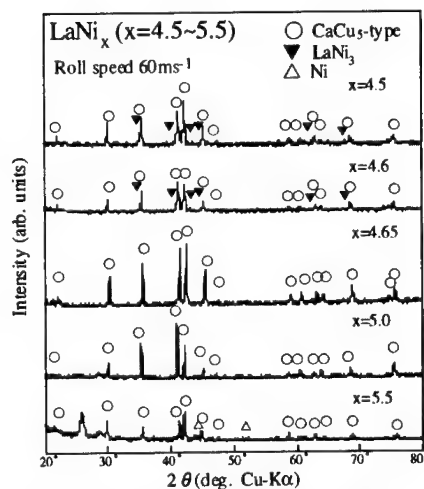 LaNiₓ (x=4.5~5.5)
Roll speed 60ms⁻¹
○ CaCu₅-type
▼ LaNi₃
△ Ni
x=4.5
x=4.6
x=4.65
x=5.0
x=5.5
Intensity (arb. units)
20° 30° 40° 50° 60° 70° 80
2 θ (deg. Cu-Kα)